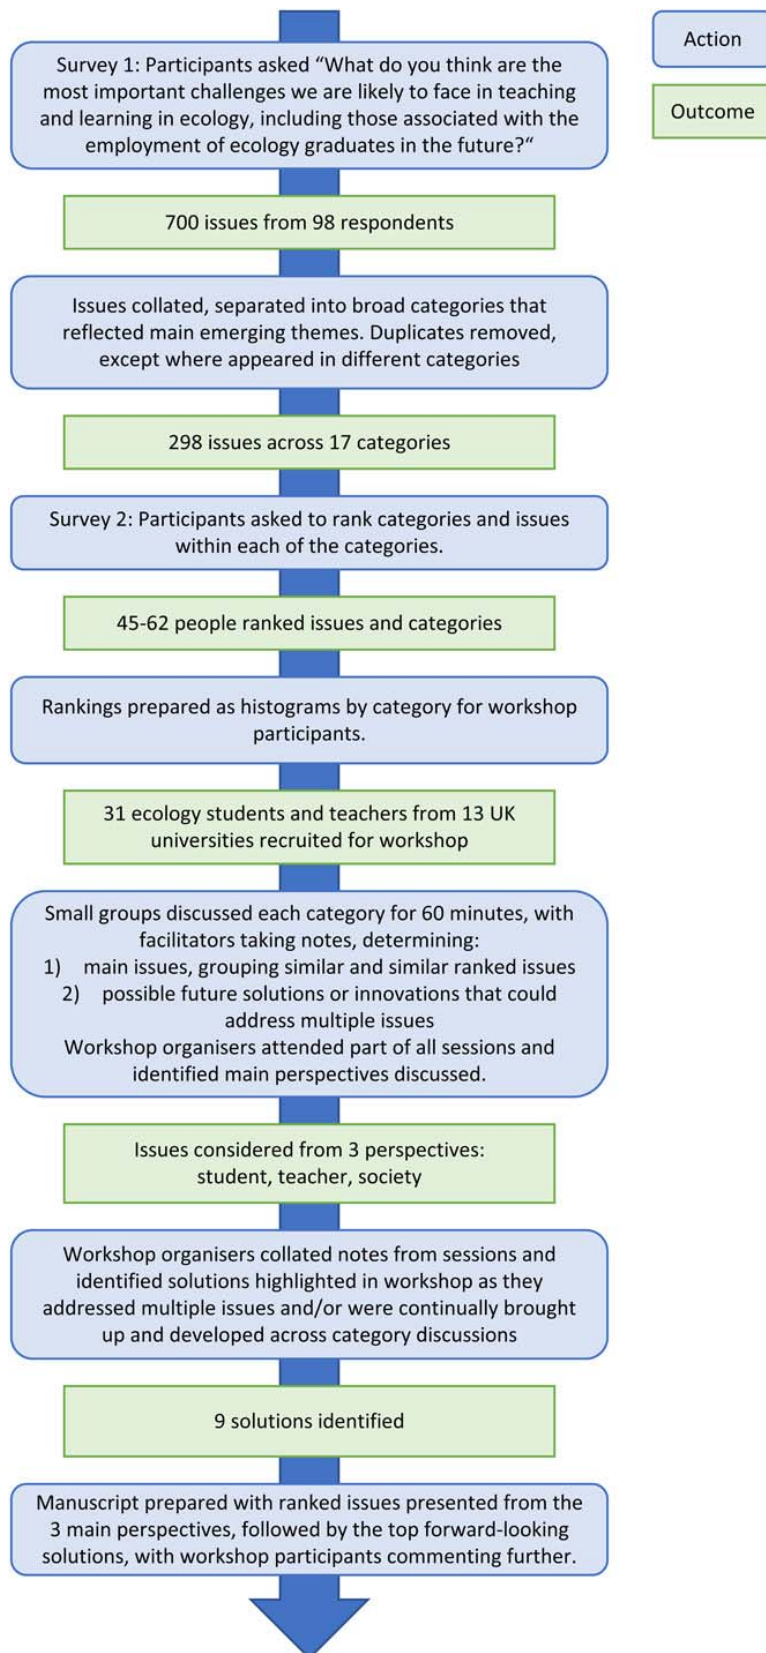 Survey 1: Participants asked “What do you think are the
most important challenges we are likely to face in teaching
and learning in ecology, including those associated with the
employment of ecology graduates in the future?“
Action
Outcome
700 issues from 98 respondents
Issues collated, separated into broad categories that
reflected main emerging themes. Duplicates removed,
except where appeared in different categories
298 issues across 17 categories
Survey 2: Participants asked to rank categories and issues
within each of the categories.
45-62 people ranked issues and categories
Rankings prepared as histograms by category for workshop
participants.
31 ecology students and teachers from 13 UK
universities recruited for workshop
Small groups discussed each category for 60 minutes, with
facilitators taking notes, determining:
1) main issues, grouping similar and similar ranked issues
2) possible future solutions or innovations that could
address multiple issues
Workshop organisers attended part of all sessions and
identified main perspectives discussed.
Issues considered from 3 perspectives:
student, teacher, society
Workshop organisers collated notes from sessions and
identified solutions highlighted in workshop as they
addressed multiple issues and/or were continually brought
up and developed across category discussions
9 solutions identified
Manuscript prepared with ranked issues presented from the
3 main perspectives, followed by the top forward-looking
solutions, with workshop participants commenting further.